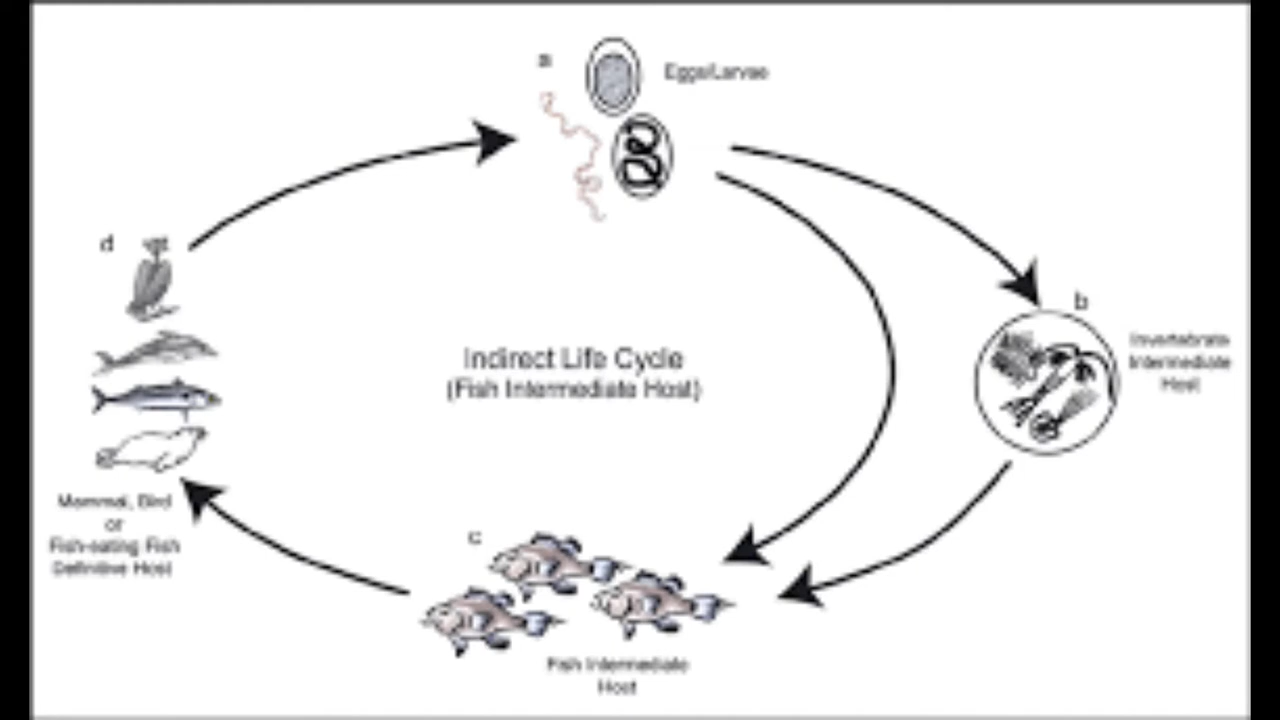 a
Eggs/Larvae
d
b
Invertebrate
Intermediate
Host
Indirect Life Cycle
(Fish Intermediate Host)
Mammal, Bird
or
Fish-eating Fish
Definitive Host
c
Fish Intermediate
Host